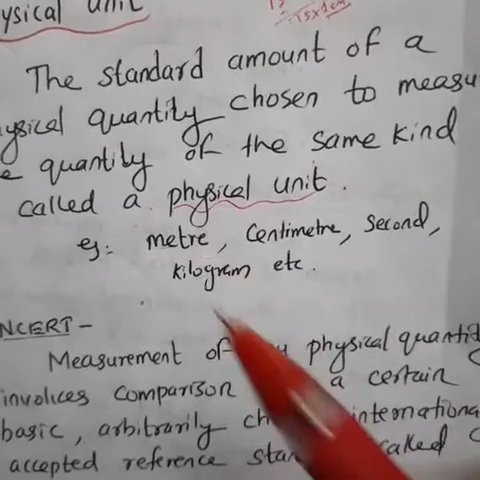 ysical unit
The standard amount of a
ysical quantity chosen to measu
e quantity of the same kind
called a physical unit.
eg: metre, Centimetre, Second,
kilogram etc.
NCERT -
Measurement of physical quantit
involves comparison a certain
basic, arbitrarily ch internationa
accepted reference stan called